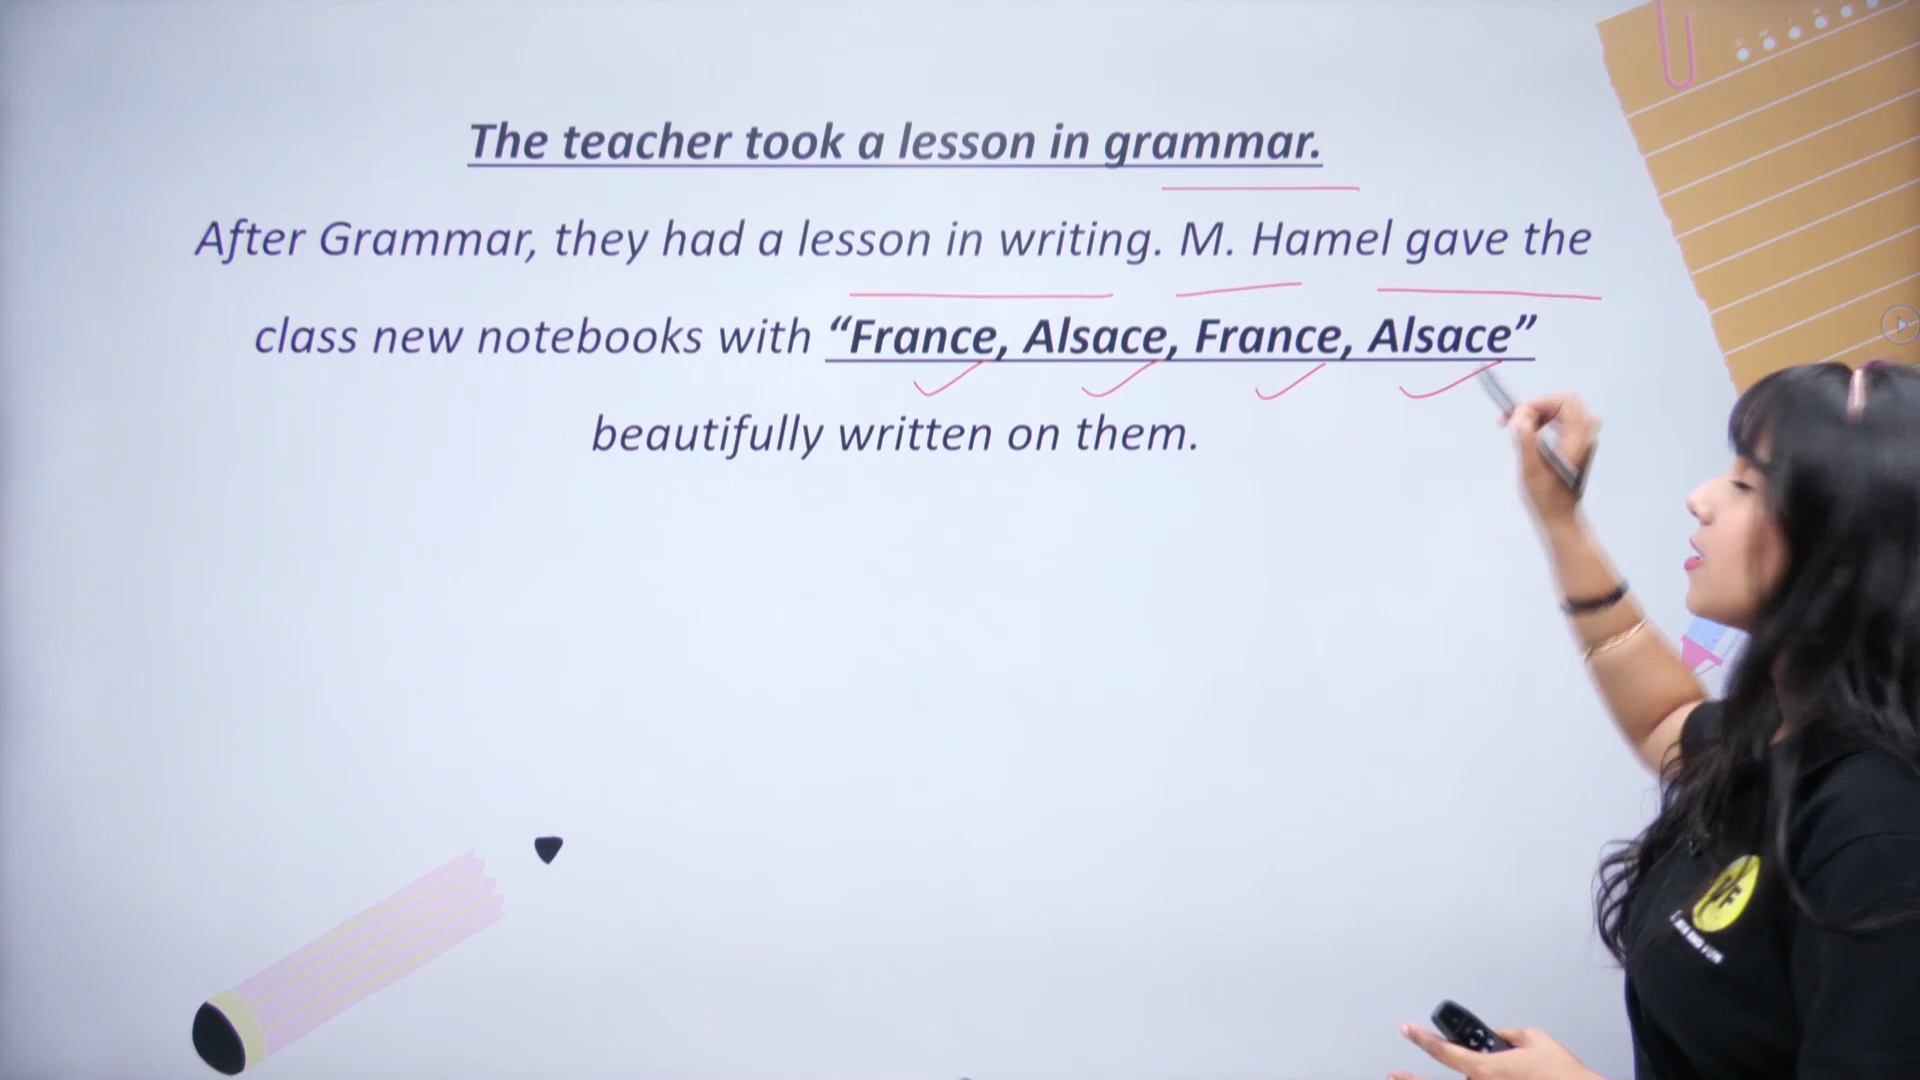 The teacher took a lesson in grammar.
After Grammar, they had a lesson in writing. M. Hamel gave the
class new notebooks with “France, Alsace, France, Alsace”
beautifully written on them.